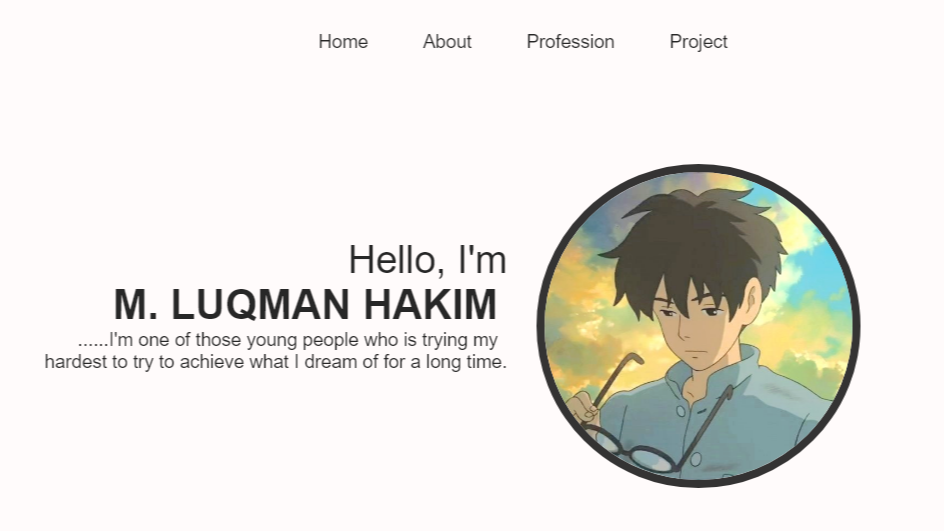 Home About Profession Project
Hello, I'm
M. LUQMAN HAKIM
......I'm one of those young people who is trying my
hardest to try to achieve what I dream of for a long time.